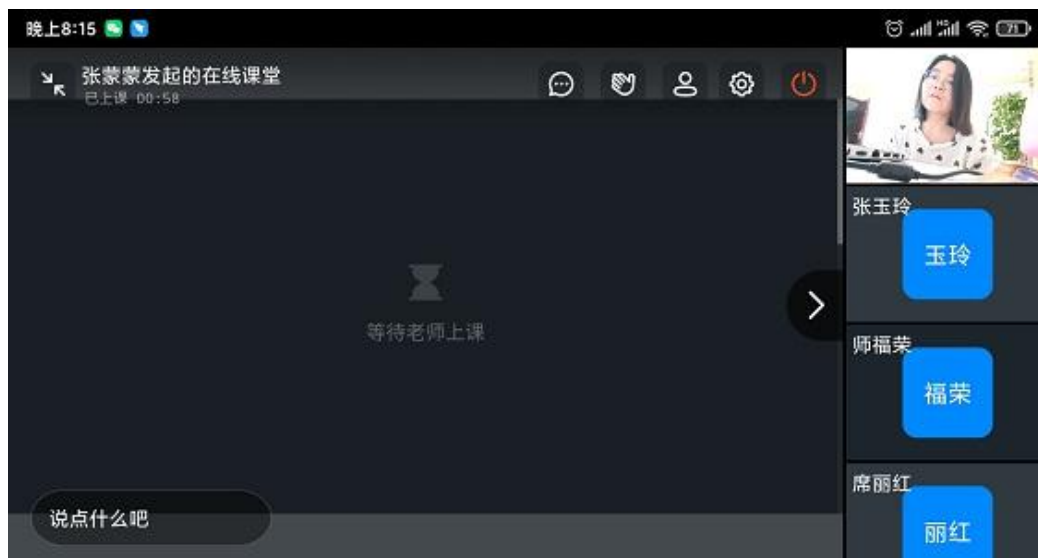 晚上8:15
71
张蒙蒙发起的在线课堂
已上课 00:58
等待老师上课
说点什么吧
张玉玲
玉玲
师福荣
福荣
席丽红
丽红